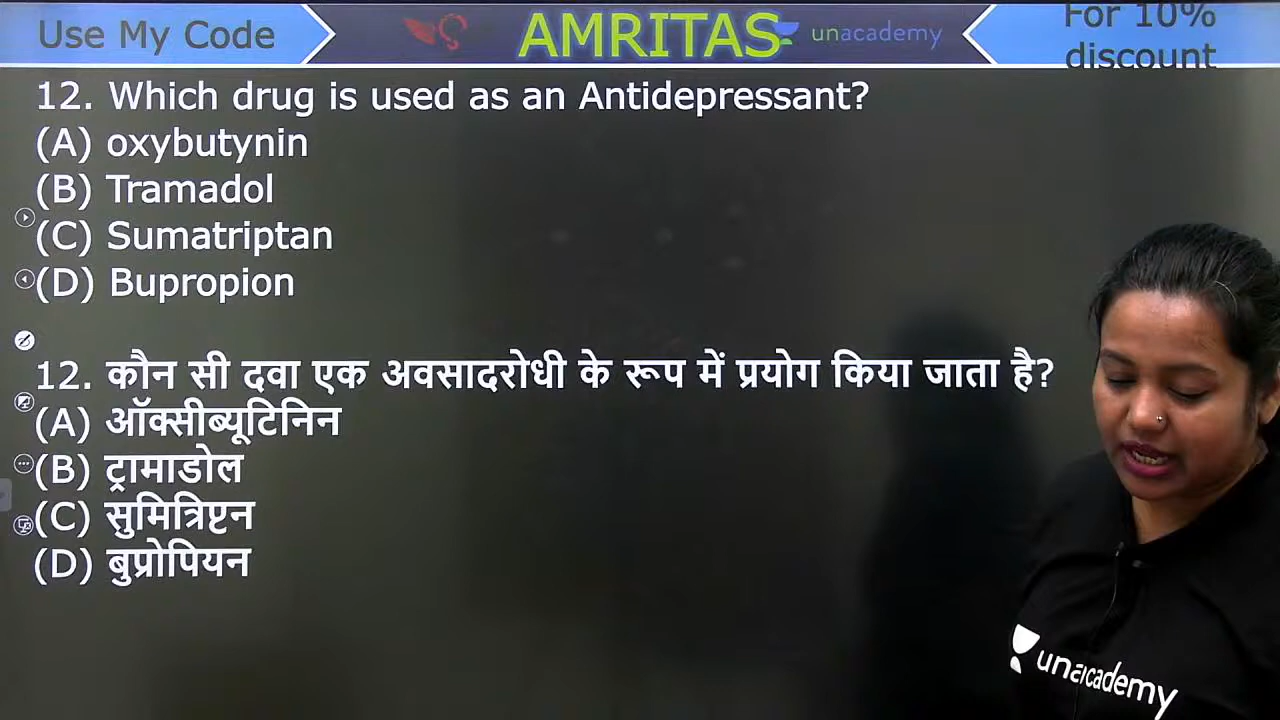 Use My Code
AMRITAS
unacademy
For 10%
discount
12. Which drug is used as an Antidepressant?
(A) oxybutynin
(B) Tramadol
(C) Sumatriptan
(D) Bupropion
12. कौन सी दवा एक अवसादरोधी के रूप में प्रयोग किया जाता है?
(A) ऑक्सीब्यूटिनिन
(B) ट्रामाडोल
(C) सुमित्रिप्टन
(D) बुप्रोपियन
unacademy